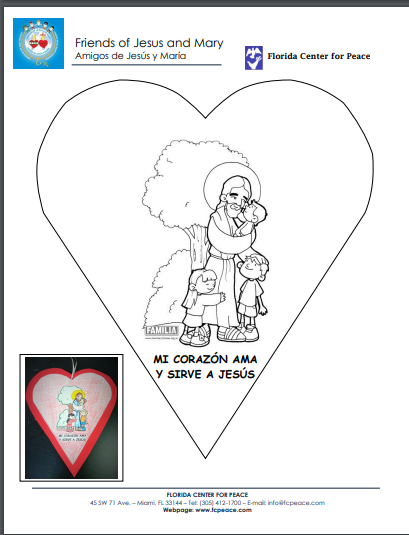 Friends of Jesus and Mary
Amigos de Jesús y María
Florida Center for Peace
FAMILIA
MI CORAZÓN AMA
Y SIRVE A JESÚS
MI CORAZÓN AMA
Y SIRVE A JESÚS
FLORIDA CENTER FOR PEACE
45 SW 71 Ave. – Miami, FL 33144 – Tel: (305) 412-1700 – E-mail: info@fcpeace.com
Webpage: www.fcpeace.com